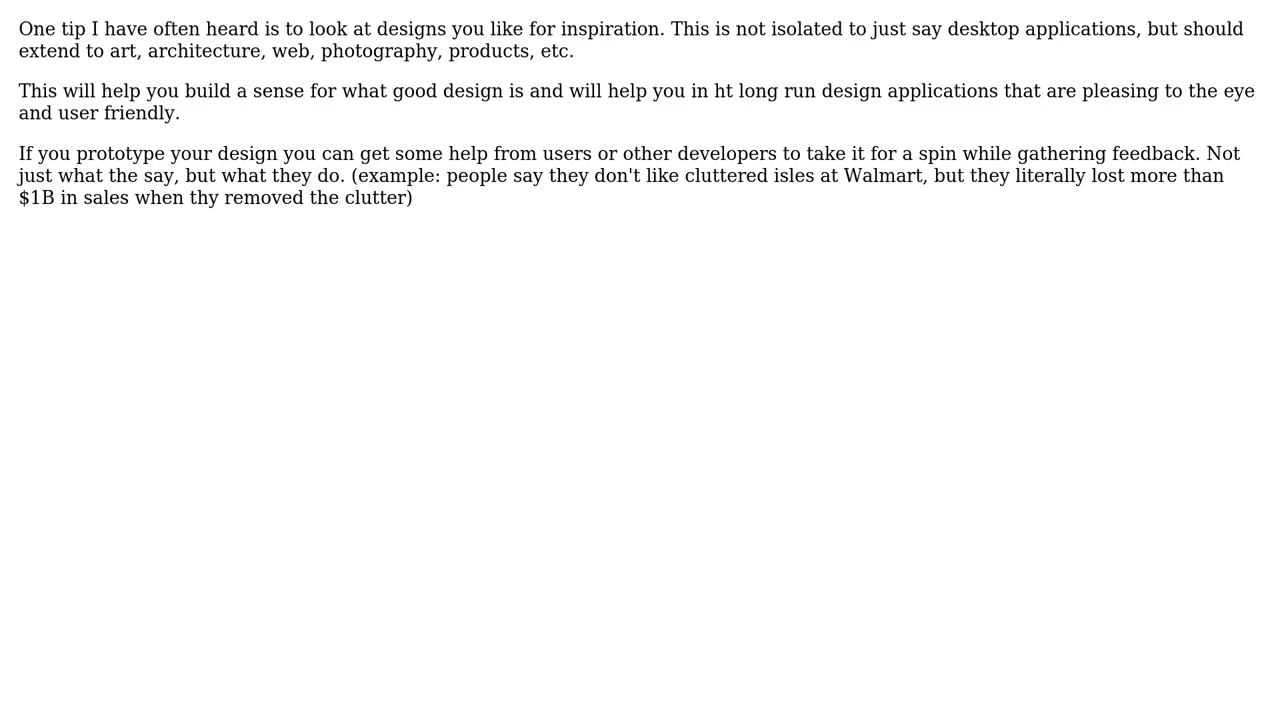 One tip I have often heard is to look at designs you like for inspiration. This is not isolated to just say desktop applications, but should
extend to art, architecture, web, photography, products, etc.
This will help you build a sense for what good design is and will help you in ht long run design applications that are pleasing to the eye
and user friendly.
If you prototype your design you can get some help from users or other developers to take it for a spin while gathering feedback. Not
just what the say, but what they do. (example: people say they don't like cluttered isles at Walmart, but they literally lost more than
$1B in sales when thy removed the clutter)